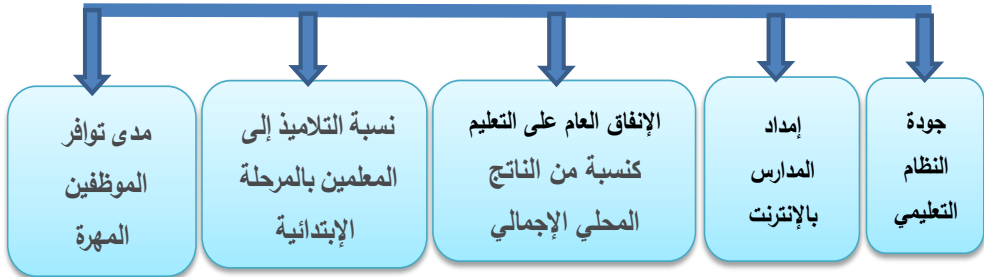 جودة
النظام
التعليمي
إمداد
المدارس
بالإنترنت
الإنفاق العام على التعليم
كنسبة من الناتج
المحلي الإجمالي
نسبة التلاميذ إلى
المعلمين بالمرحلة
الإبتدائية
مدى توافر
الموظفين
المهرة